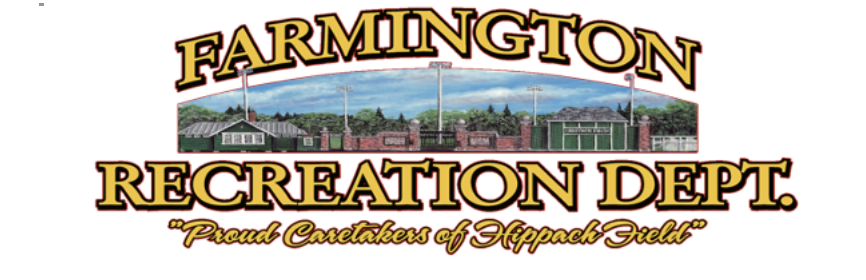 FARMINGTON
RECREATION DEPT.
"Proud Caretakers of Hippach Field"